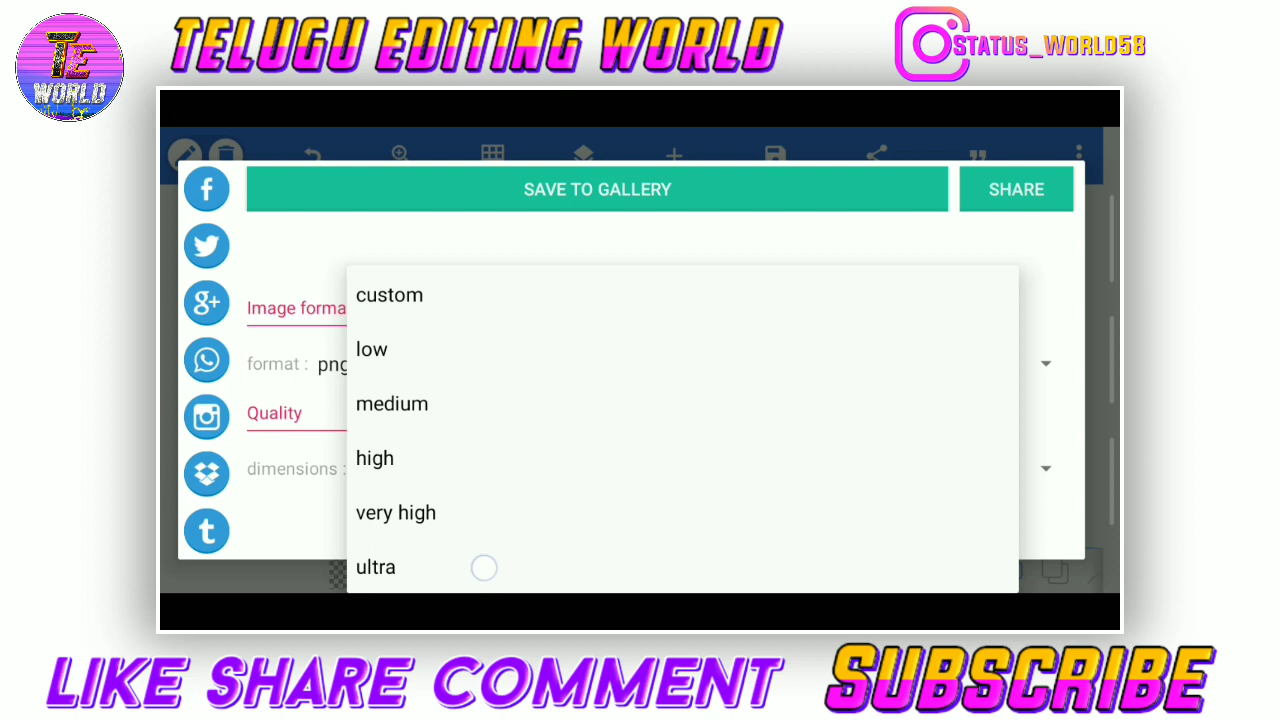 TELUGU EDITING WORLD
STATUS_WORLD58
TE
WORLD
SAVE TO GALLERY
SHARE
custom
Image forma
low
format : png
medium
Quality
high
dimensions :
very high
ultra
LIKE SHARE COMMENT
SUBSCRIBE